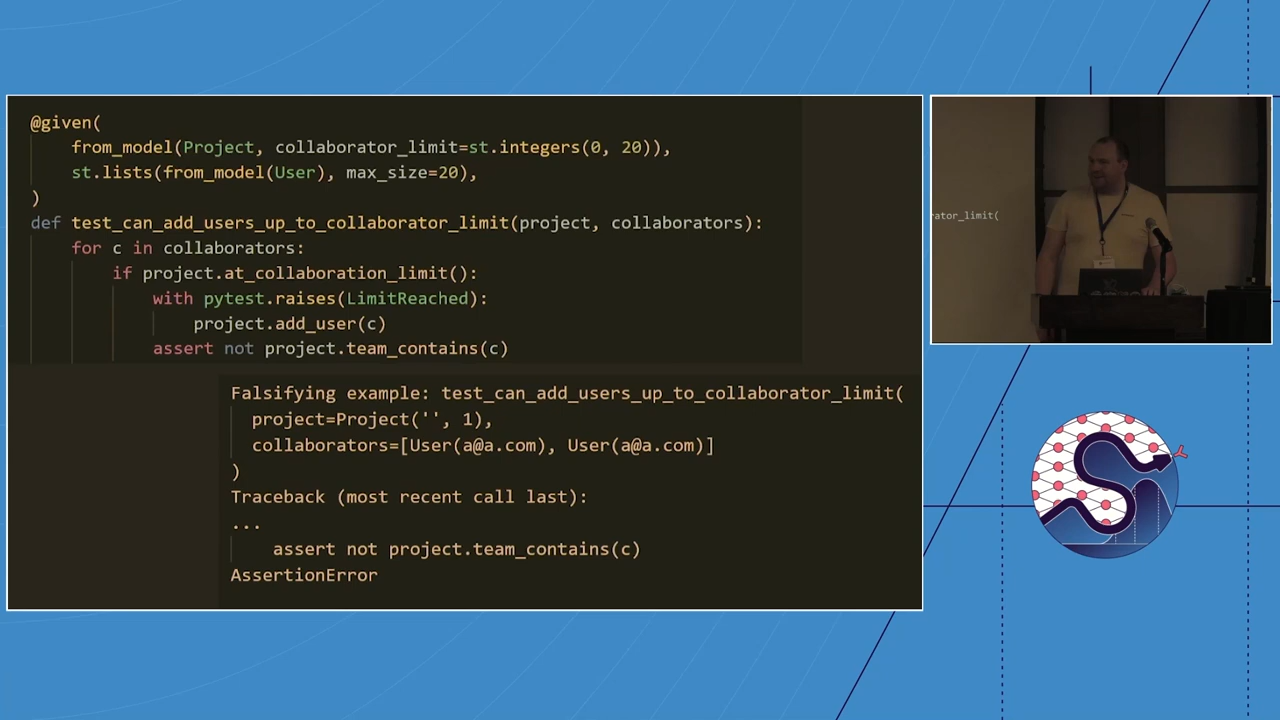 @given(
from_model(Project, collaborator_limit=st.integers(0, 20)),
st.lists(from_model(User), max_size=20),
)
def test_can_add_users_up_to_collaborator_limit(project, collaborators):
for c in collaborators:
if project.at_collaboration_limit():
with pytest.raises(LimitReached):
project.add_user(c)
assert not project.team_contains(c)
Falsifying example: test_can_add_users_up_to_collaborator_limit(
project=Project('', 1),
collaborators=[User(a@a.com), User(a@a.com)]
)
Traceback (most recent call last):
...
assert not project.team_contains(c)
AssertionError
rator_limit(